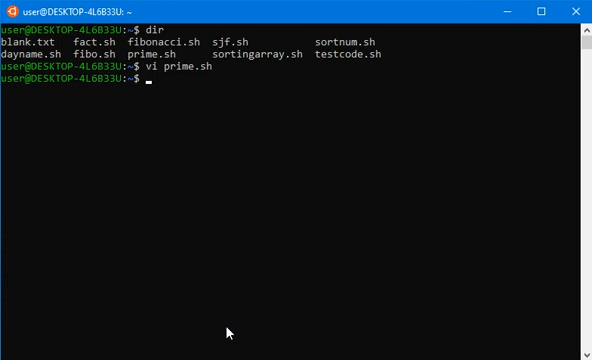 user@DESKTOP-4L6B33U: ~
user@DESKTOP-4L6B33U:~$ dir
blank.txt fact.sh fibonacci.sh sjf.sh sortnum.sh
dayname.sh fibo.sh prime.sh sortingarray.sh testcode.sh
user@DESKTOP-4L6B33U:~$ vi prime.sh
user@DESKTOP-4L6B33U:~$